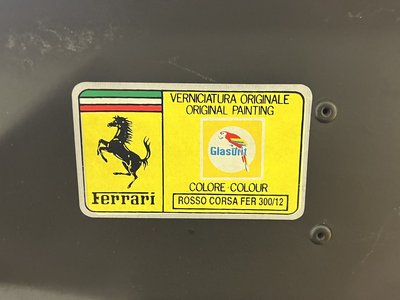 VERNICIATURA ORIGINALE
ORIGINAL PAINTING
Glasurit
COLORE-COLOUR
ROSSO CORSA FER 300/12
Ferrari